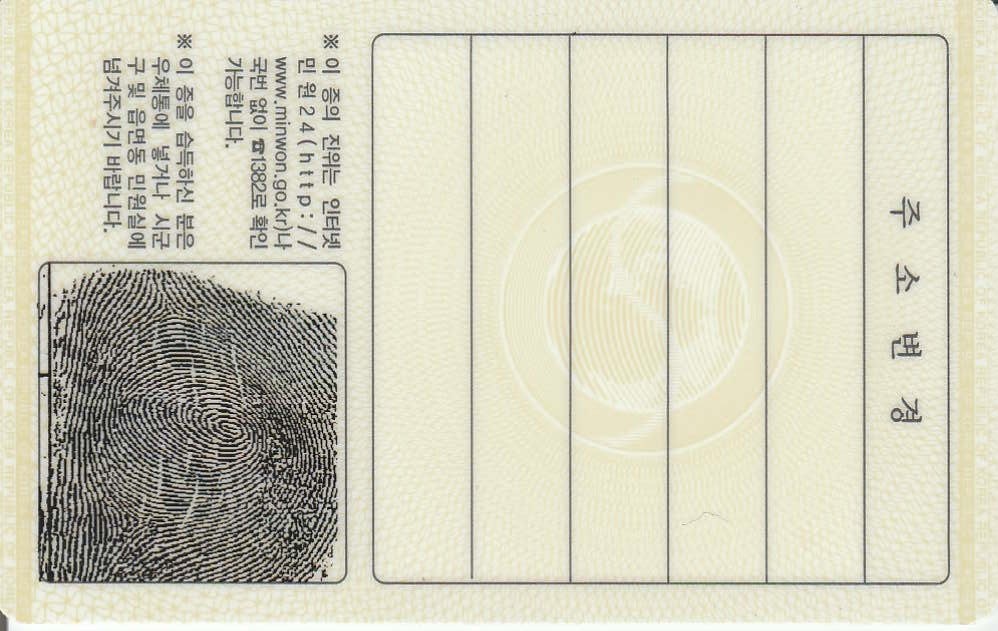 주 소 변 경
※ 이 증의 진위는 인터넷
민 원 2 4 ( h t t p : / /
www.minwon.go.kr)나
국번 없이 ☎1382로 확인
가능합니다.
※ 이 증을 습득하신 분은
우체통에 넣거나 시군
구 및 읍면동 민원실에
넘겨주시기 바랍니다.